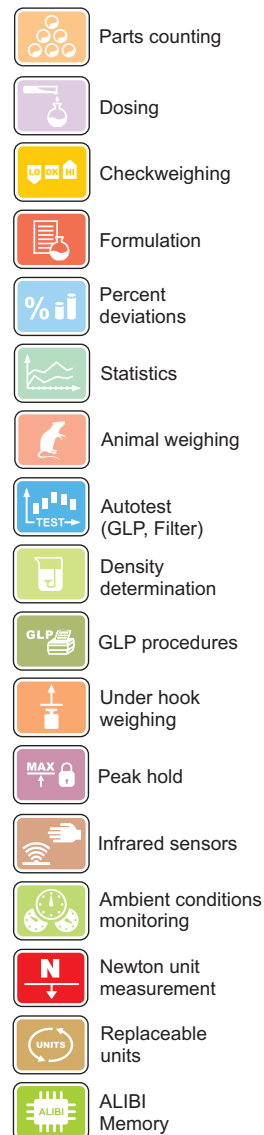 Parts counting
Dosing
LO OK HI
Checkweighing
Formulation
%
Percent
deviations
Statistics
Animal weighing
TEST
Autotest
(GLP, Filter)
Density
determination
GLP
GLP procedures
Under hook
weighing
MAX
Peak hold
Infrared sensors
Ambient conditions
monitoring
N
Newton unit
measurement
UNITS
Replaceable
units
ALIBI
ALIBI
Memory